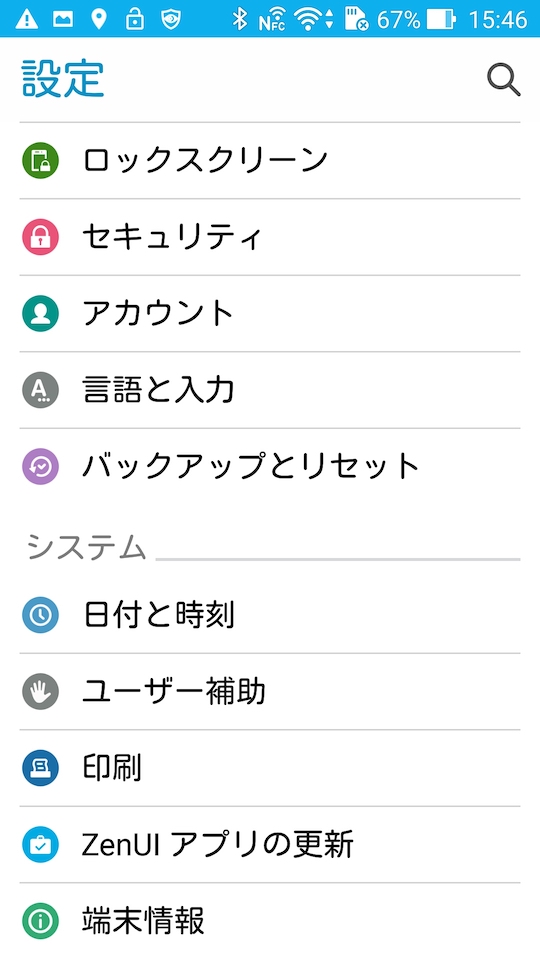 NFC 67% 15:46
設定
ロックスクリーン
セキュリティ
アカウント
言語と入力
バックアップとリセット
システム
日付と時刻
ユーザー補助
印刷
ZenUI アプリの更新
端末情報